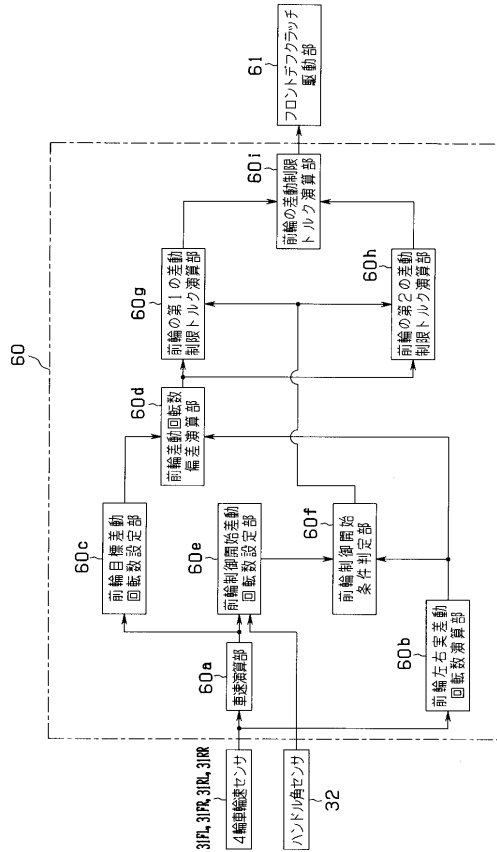 60
31FL, 31FR, 31RL, 31RR
4輪車輪速センサ
ハンドル角センサ
32
60a
車速演算部
60b
前輪左右実差動
回転数演算部
60c
前輪目標差動
回転数設定部
60e
前輪制御開始差動
回転数設定部
60f
前輪制御開始
条件判定部
60d
前輪差動回転数
偏差演算部
60g
前輪の第1の差動
制限トルク演算部
60h
前輪の第2の差動
制限トルク演算部
60i
前輪の差動制限
トルク演算部
61
フロントデフクラッチ
駆動部